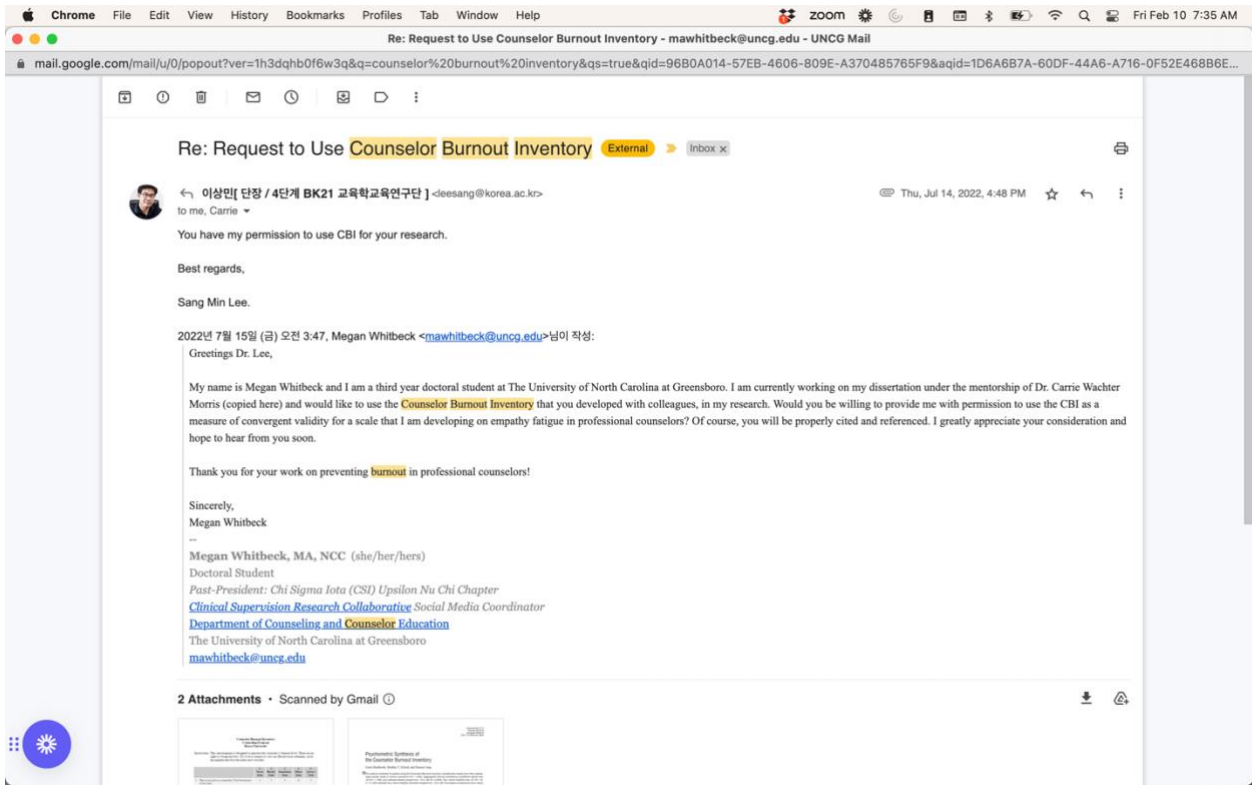 Chrome File Edit View History Bookmarks Profiles Tab Window Help zoom Fri Feb 10 7:35 AM
Re: Request to Use Counselor Burnout Inventory - mawhitbeck@uncg.edu - UNCG Mail
mail.google.com/mail/u/0/popout?ver=1h3dqhb0f6w3q&q=counselor%20burnout%20inventory&qs=true&qid=96B0A014-57EB-4606-809E-A370485765F9&aqid=1D6A6B7A-60DF-44A6-A716-0F52E468B6E...
Re: Request to Use Counselor Burnout Inventory External Inbox x
이상민[ 단장 / 4단계 BK21 교육학교육연구단 ] <leesang@korea.ac.kr> Thu, Jul 14, 2022, 4:48 PM
to me, Carrie
You have my permission to use CBI for your research.
Best regards,
Sang Min Lee.
2022년 7월 15일 (금) 오전 3:47, Megan Whitbeck <mawhitbeck@uncg.edu>님이 작성:
Greetings Dr. Lee,
My name is Megan Whitbeck and I am a third year doctoral student at The University of North Carolina at Greensboro. I am currently working on my dissertation under the mentorship of Dr. Carrie Wachter
Morris (copied here) and would like to use the Counselor Burnout Inventory that you developed with colleagues, in my research. Would you be willing to provide me with permission to use the CBI as a
measure of convergent validity for a scale that I am developing on empathy fatigue in professional counselors? Of course, you will be properly cited and referenced. I greatly appreciate your consideration and
hope to hear from you soon.
Thank you for your work on preventing burnout in professional counselors!
Sincerely,
Megan Whitbeck
--
Megan Whitbeck, MA, NCC (she/her/hers)
Doctoral Student
Past-President: Chi Sigma Iota (CSI) Upsilon Nu Chi Chapter
Clinical Supervision Research Collaborative Social Media Coordinator
Department of Counseling and Counselor Education
The University of North Carolina at Greensboro
mawhitbeck@uncg.edu
2 Attachments · Scanned by Gmail
Counselor Burnout Inventory
Psychometric Synthesis of
the Counselor Burnout Inventory